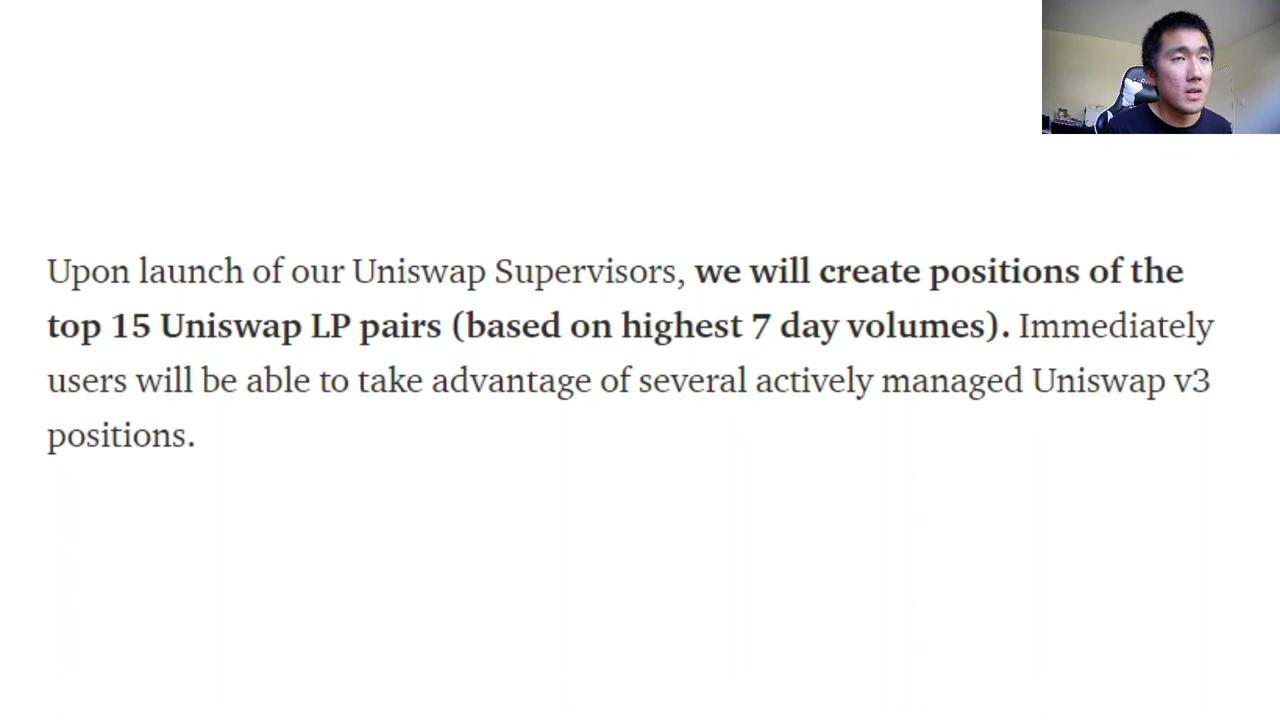 Upon launch of our Uniswap Supervisors, we will create positions of the
top 15 Uniswap LP pairs (based on highest 7 day volumes). Immediately
users will be able to take advantage of several actively managed Uniswap v3
positions.